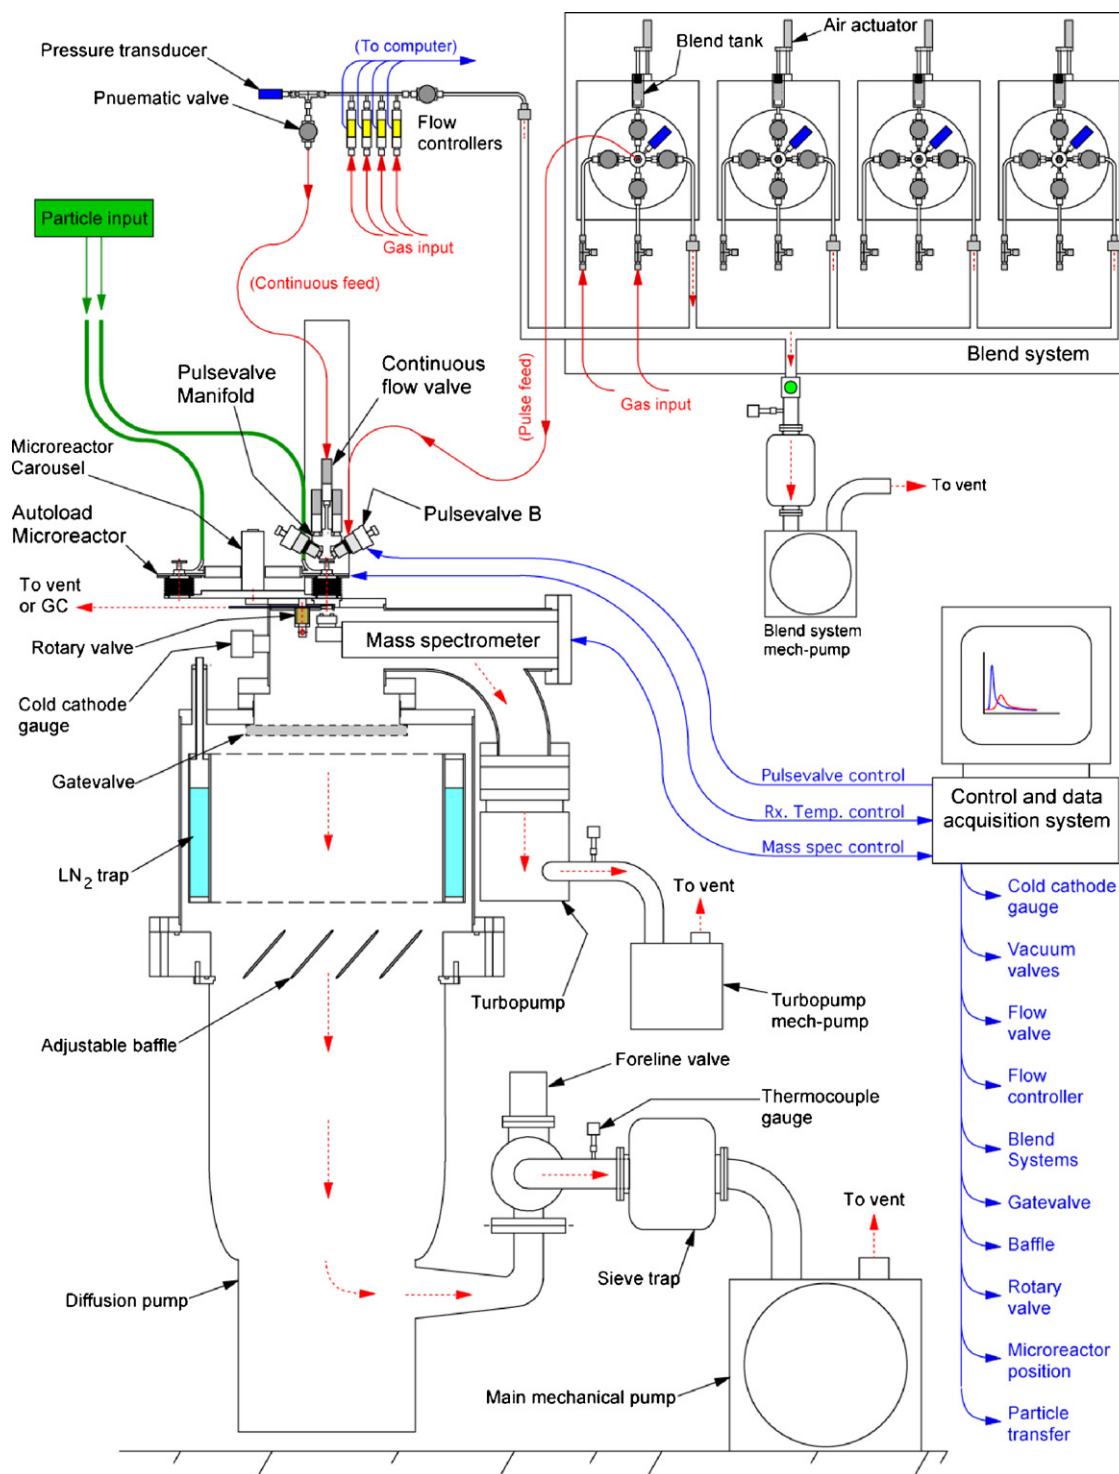 Pressure transducer
Pnuematic valve
(To computer)
Flow
controllers
Blend tank
Air actuator
Particle input
Gas input
(Continuous feed)
Blend system
Pulsevalve
Manifold
Continuous
flow valve
(Pulse feed)
Gas input
Microreactor
Carousel
Pulsevalve B
To vent
Autoload
Microreactor
To vent
or GC
Rotary valve
Mass spectrometer
Blend system
mech-pump
Cold cathode
gauge
Gatevalve
Pulsevalve control
Rx. Temp. control
Mass spec control
Control and data
acquisition system
LN2 trap
To vent
Cold cathode
gauge
Vacuum
valves
Turbopump
Turbopump
mech-pump
Flow
valve
Adjustable baffle
Foreline valve
Thermocouple
gauge
Flow
controller
Blend
Systems
Gatevalve
To vent
Baffle
Sieve trap
Diffusion pump
Rotary
valve
Microreactor
position
Main mechanical pump
Particle
transfer